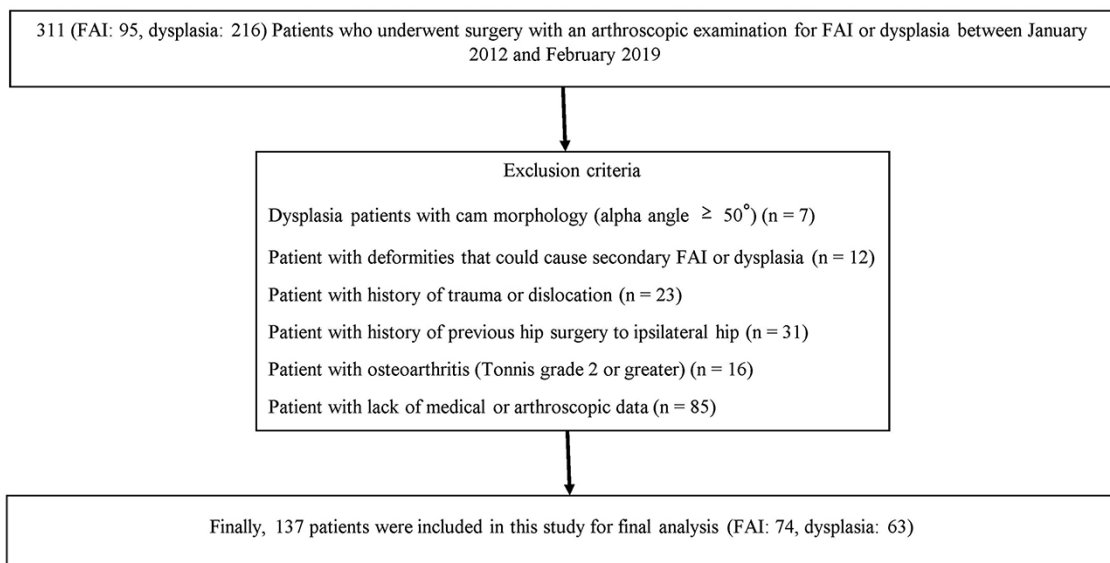 311 (FAI: 95, dysplasia: 216) Patients who underwent surgery with an arthroscopic examination for FAI or dysplasia between January
2012 and February 2019
Exclusion criteria
Dysplasia patients with cam morphology (alpha angle ≥ 50°) (n = 7)
Patient with deformities that could cause secondary FAI or dysplasia (n = 12)
Patient with history of trauma or dislocation (n = 23)
Patient with history of previous hip surgery to ipsilateral hip (n = 31)
Patient with osteoarthritis (Tonnis grade 2 or greater) (n = 16)
Patient with lack of medical or arthroscopic data (n = 85)
Finally, 137 patients were included in this study for final analysis (FAI: 74, dysplasia: 63)